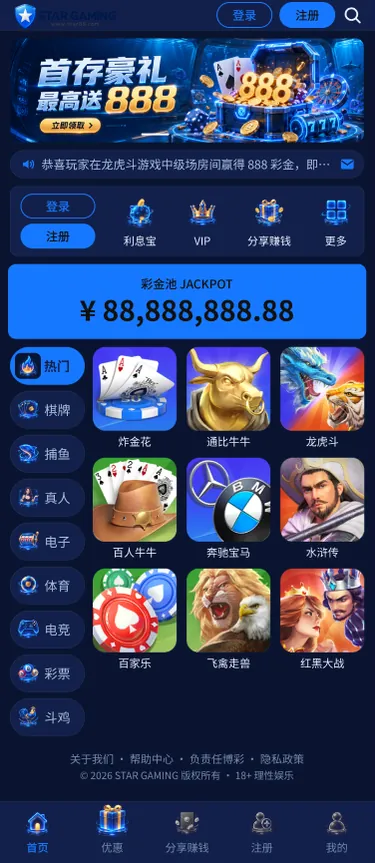 STAR GAMING
登录
注册
首存豪礼
最高送888
立即领取 >
888
777
恭喜玩家在龙虎斗游戏中级场房间赢得 888 彩金，即…
登录
注册
利息宝
VIP
分享赚钱
更多
彩金池 JACKPOT
¥ 88,888,888.88
热门
棋牌
捕鱼
真人
电子
体育
电竞
彩票
斗鸡
炸金花
通比牛牛
龙虎斗
BM
百人牛牛
奔驰宝马
水浒传
百家乐
飞禽走兽
红黑大战
关于我们 · 帮助中心 · 负责任博彩 · 隐私政策
© 2026 STAR GAMING 版权所有 · 18+ 理性娱乐
首页
优惠
分享赚钱
注册
我的